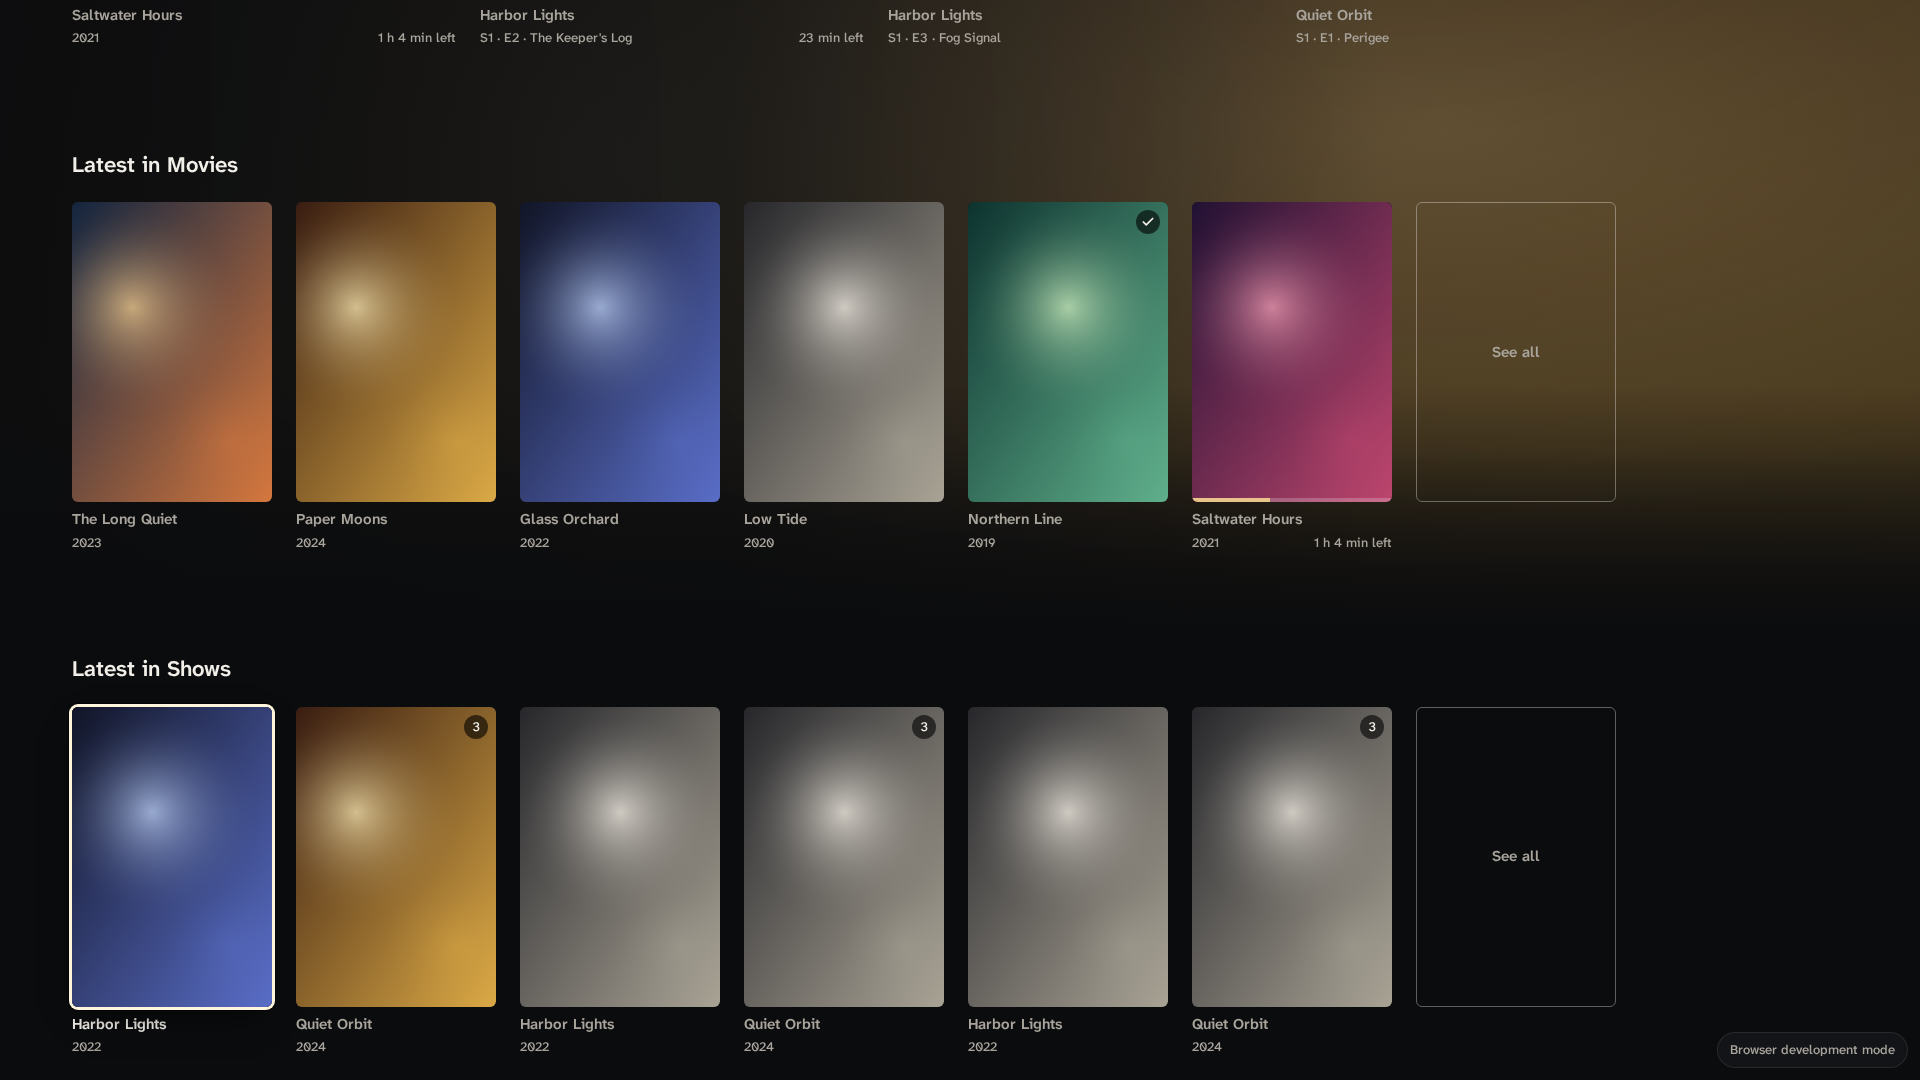 Saltwater Hours
2021
1 h 4 min left
Harbor Lights
S1 · E2 · The Keeper's Log
23 min left
Harbor Lights
S1 · E3 · Fog Signal
Quiet Orbit
S1 · E1 · Perigee
Latest in Movies
See all
The Long Quiet
2023
Paper Moons
2024
Glass Orchard
2022
Low Tide
2020
Northern Line
2019
Saltwater Hours
2021
1 h 4 min left
Latest in Shows
3
3
3
See all
Harbor Lights
2022
Quiet Orbit
2024
Harbor Lights
2022
Quiet Orbit
2024
Harbor Lights
2022
Quiet Orbit
2024
Browser development mode